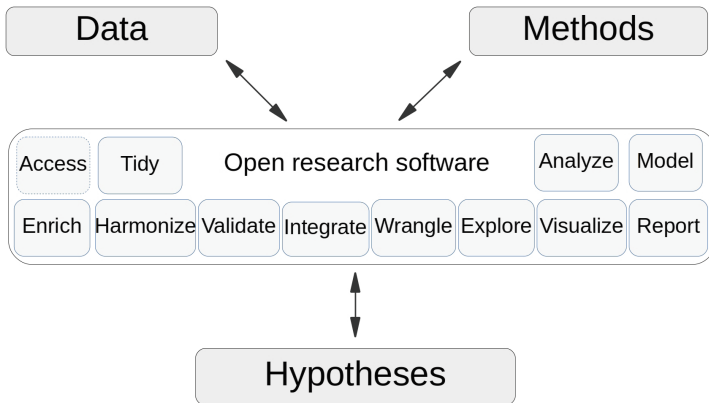 Data
Methods
Access
Tidy
Open research software
Analyze
Model
Enrich
Harmonize
Validate
Integrate
Wrangle
Explore
Visualize
Report
Hypotheses